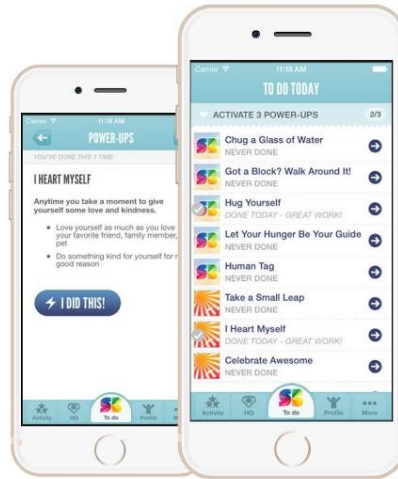 Carrier
11:18 AM
POWER-UPS
YOU'VE DONE THIS 1 TIME
I HEART MYSELF
Anytime you take a moment to give
yourself some love and kindness.
Love yourself as much as you love
your favorite friend, family member,
pet
Do something kind for yourself for
good reason
I DID THIS!
Activity
HQ
To do
Profile
Carrier
11:18 AM
TO DO TODAY
ACTIVATE 3 POWER-UPS
2/3
Chug a Glass of Water
NEVER DONE
Got a Block? Walk Around It!
NEVER DONE
Hug Yourself
DONE TODAY - GREAT WORK!
Let Your Hunger Be Your Guide
NEVER DONE
Human Tag
NEVER DONE
Take a Small Leap
NEVER DONE
I Heart Myself
DONE TODAY - GREAT WORK!
Celebrate Awesome
NEVER DONE
Activity
HQ
To do
Profile
More